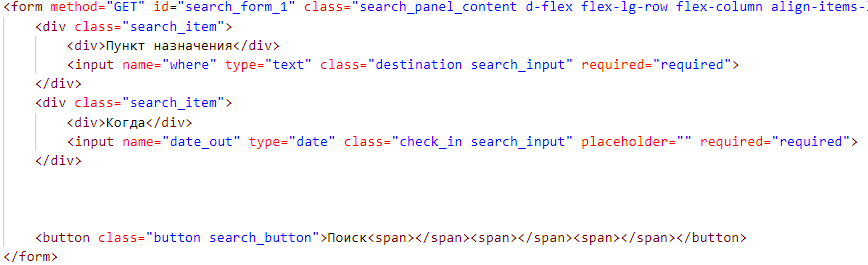 <form method="GET" id="search_form_1" class="search_panel_content d-flex flex-lg-row flex-column align-items-
<div class="search_item">
<div>Пункт назначения</div>
<input name="where" type="text" class="destination search_input" required="required">
</div>
<div class="search_item">
<div>Когда</div>
<input name="date_out" type="date" class="check_in search_input" placeholder="" required="required">
</div>
<button class="button search_button">Поиск<span></span><span></span><span></span></button>
</form>